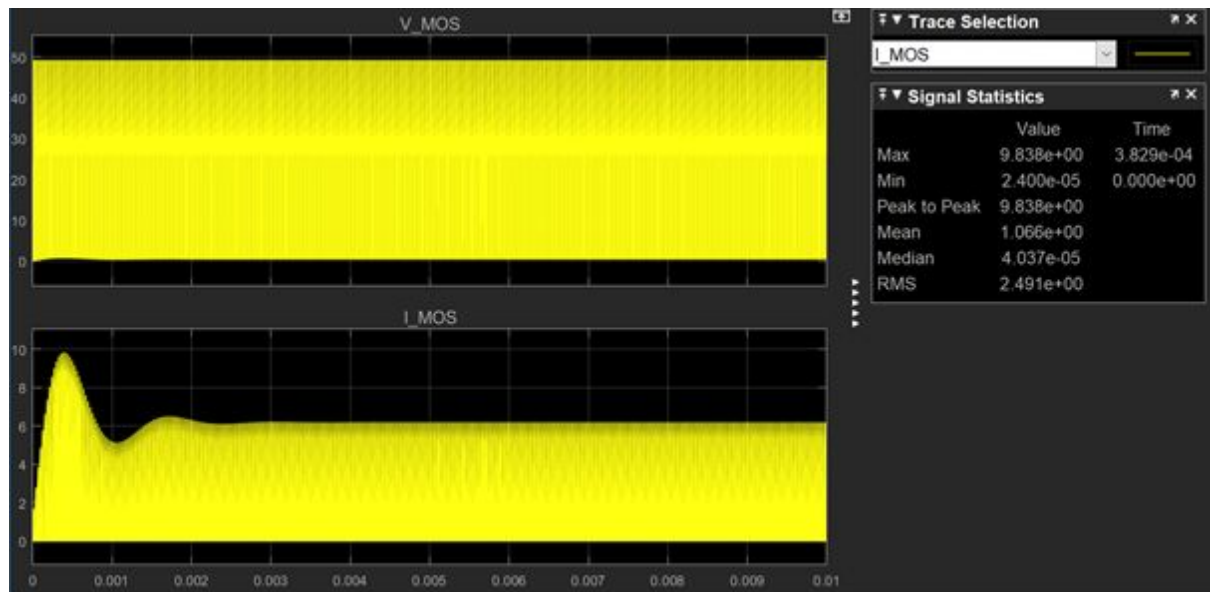 V_MOS
50
40
30
20
10
0
I_MOS
10
8
6
4
2
0
0 0.001 0.002 0.003 0.004 0.005 0.006 0.007 0.008 0.009 0.01
Trace Selection
I_MOS
Signal Statistics
Value Time
Max 9.838e+00 3.829e-04
Min 2.400e-05 0.000e+00
Peak to Peak 9.838e+00
Mean 1.066e+00
Median 4.037e-05
RMS 2.491e+00